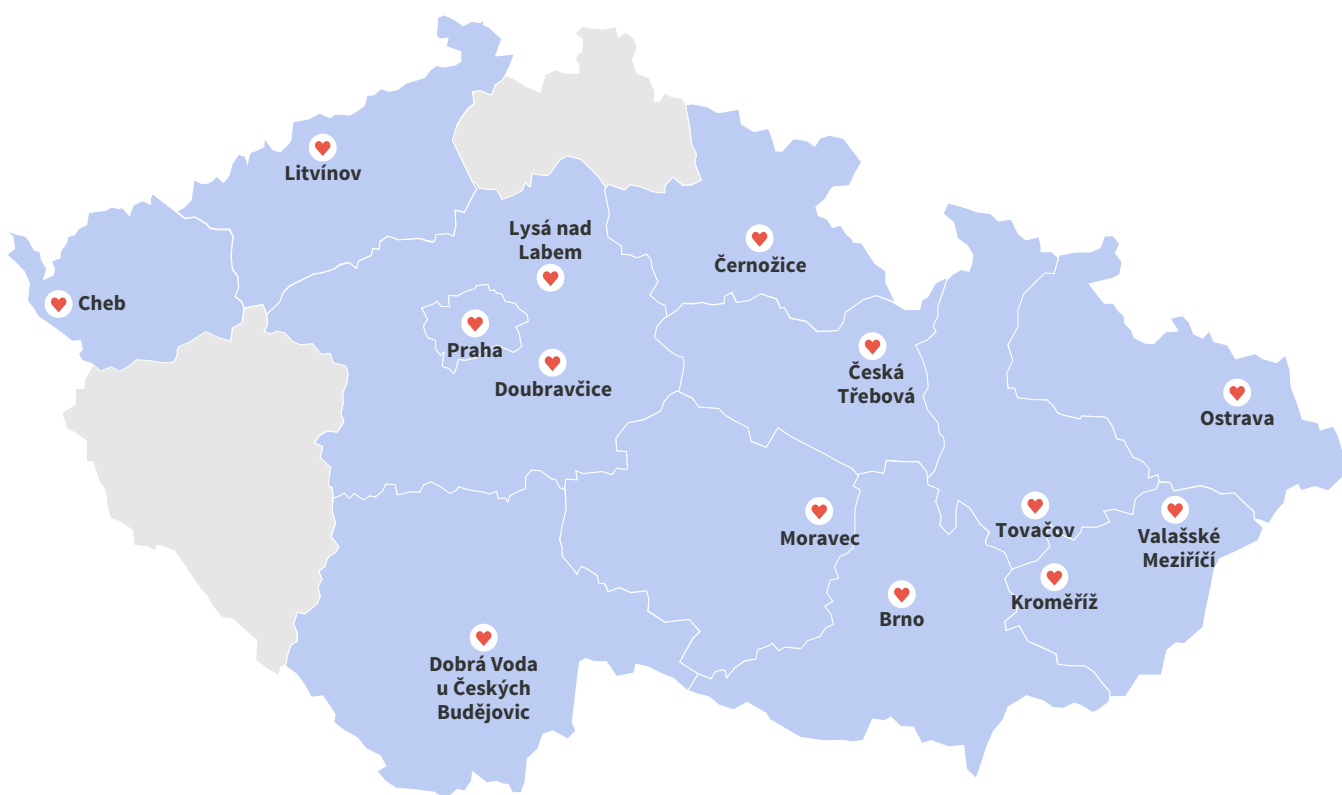 Litvínov
Lysá nad
Labem
Černožice
Cheb
Praha
Doubravčice
Česká
Třebová
Ostrava
Moravec
Tovačov
Valašské
Meziříčí
Kroměříž
Brno
Dobrá Voda
u Českých
Budějovic